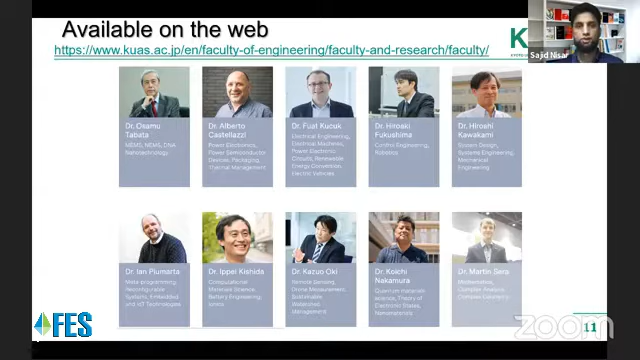 Available on the web
https://www.kuas.ac.jp/en/faculty-of-engineering/faculty-and-research/faculty/
K
Sajid Nisar
Dr. Osamu
Tabata
MEMS, NEMS, DNA
Nanotechnology
Dr. Alberto
Castellazzi
Power Electronics,
Power Semiconductor
Devices, Packaging,
Thermal Management
Dr. Fuat Kucuk
Electrical Engineering,
Electrical Machines,
Power Electronic
Circuits, Renewable
Energy Conversion,
Electric Vehicles
Dr. Hiroaki
Fukushima
Control Engineering,
Robotics
Dr. Hiroshi
Kawakami
System Design,
Systems Engineering,
Mechanical
Engineering
Dr. Ian Piumarta
Meta-programming,
Reconfigurable
Systems, Embedded
and IoT Technologies
Dr. Ippei Kishida
Computational
Materials Science,
Battery Engineering,
Dr. Kazuo Oki
Remote Sensing,
Drone Measurement,
Sustainable
Watershed
Management
Dr. Koichi
Nakamura
Quantum materials
science, Theory of
Electronic States,
Nanomaterials
Dr. Martin Sera
Mathematics,
Complex Analysis,
Complex Geometry
FES
zoom
11